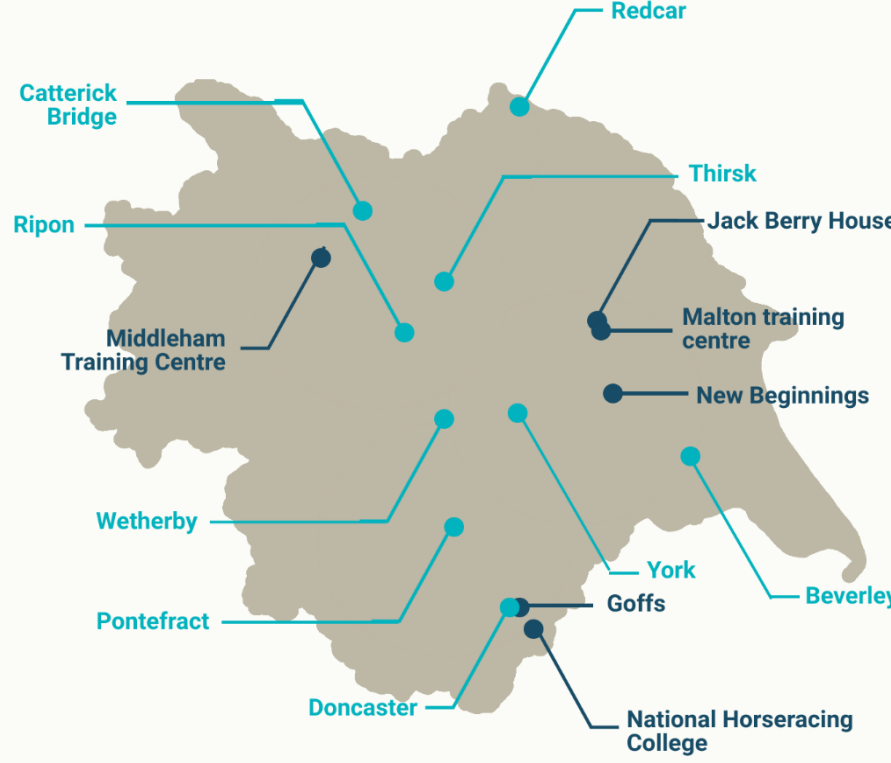 Redcar
Catterick
Bridge
Thirsk
Ripon
Jack Berry House
Middleham
Training Centre
Malton training
centre
New Beginnings
Wetherby
York
Beverley
Pontefract
Goffs
Doncaster
National Horseracing
College